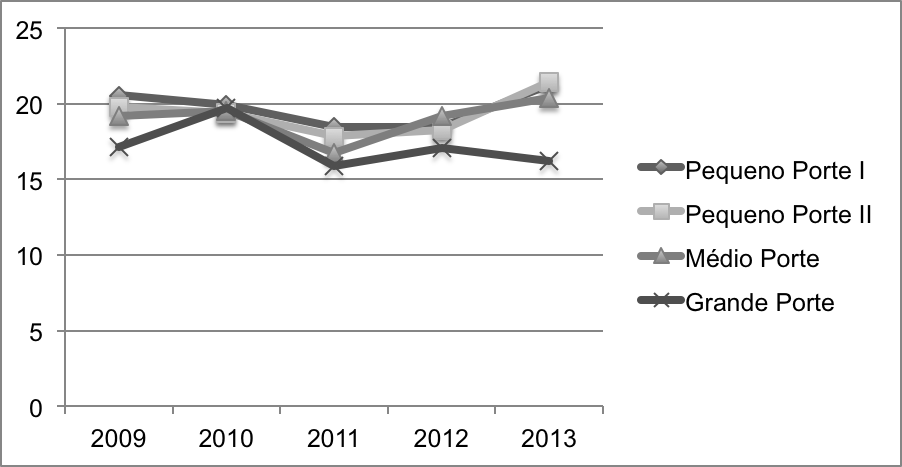 25
20
15
10
5
0
2009 2010 2011 2012 2013
Pequeno Porte I
Pequeno Porte II
Médio Porte
Grande Porte